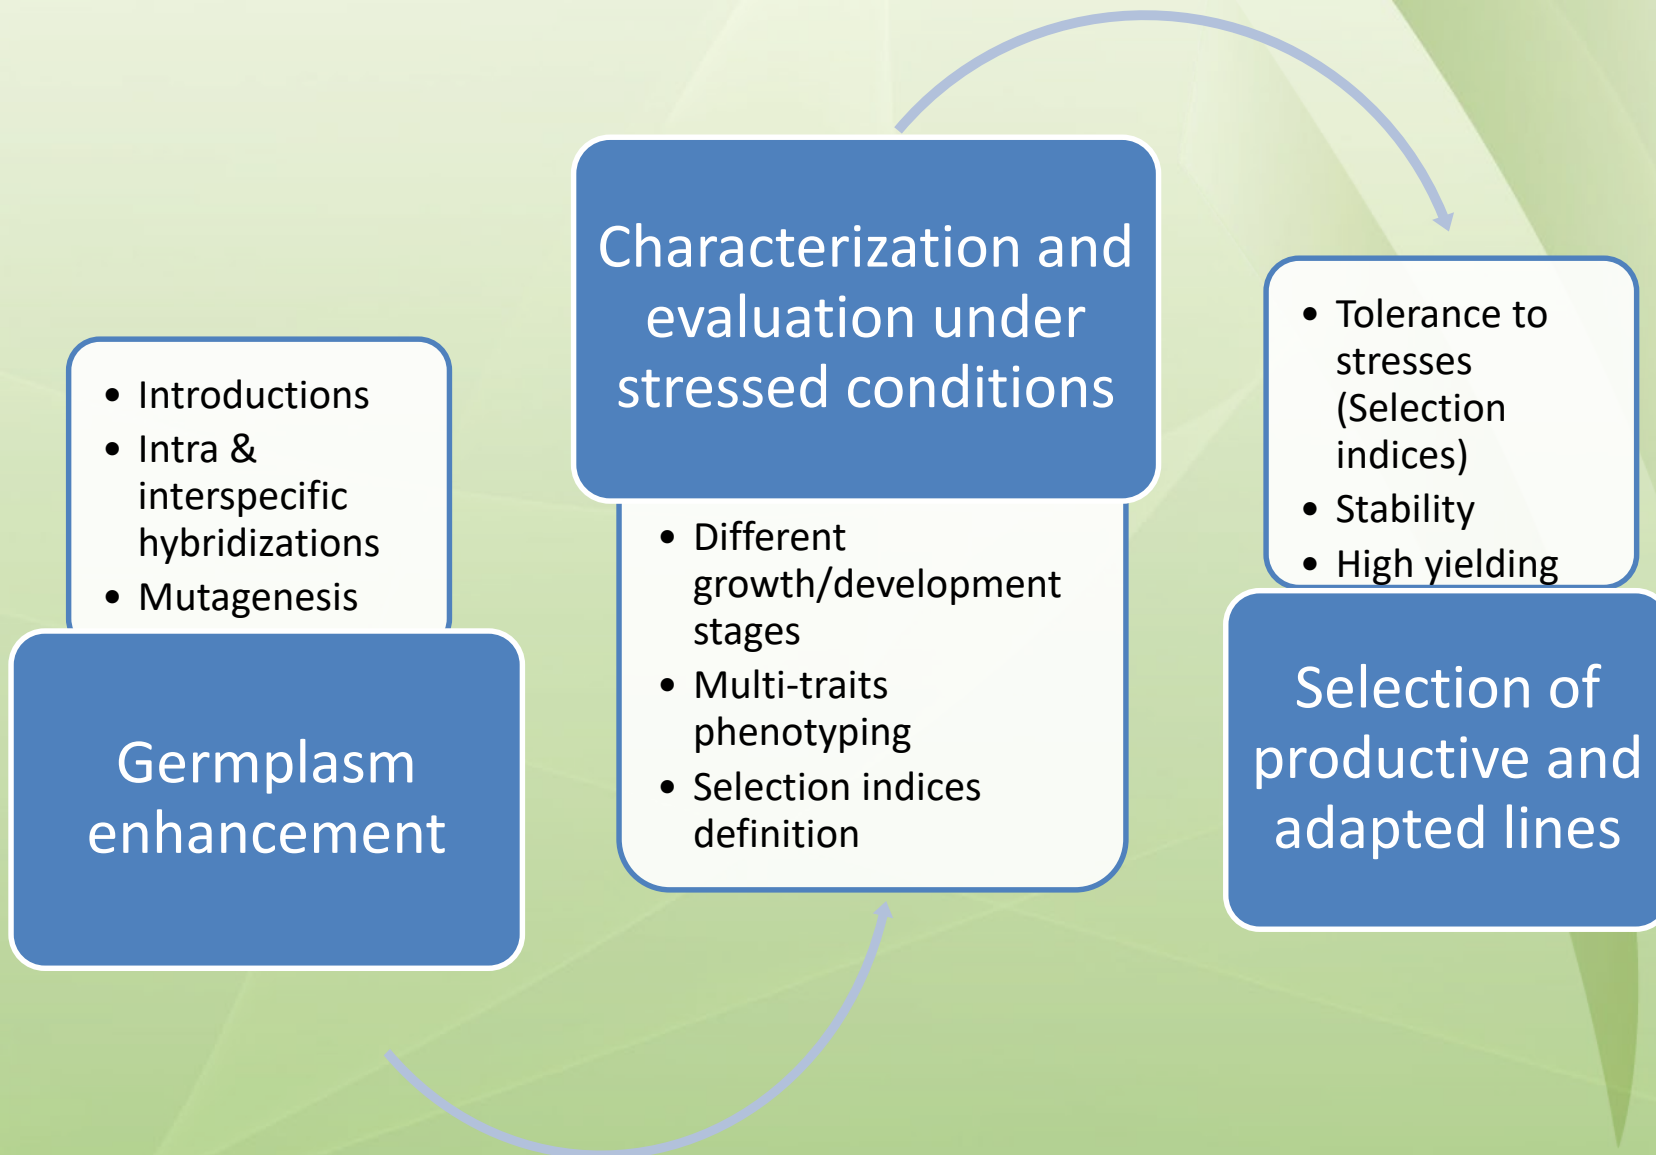 • Introductions
• Intra &
interspecific
hybridizations
• Mutagenesis
Germplasm
enhancement
Characterization and
evaluation under
stressed conditions
• Different
growth/development
stages
• Multi-traits
phenotyping
• Selection indices
definition
• Tolerance to
stresses
(Selection
indices)
• Stability
• High yielding
Selection of
productive and
adapted lines